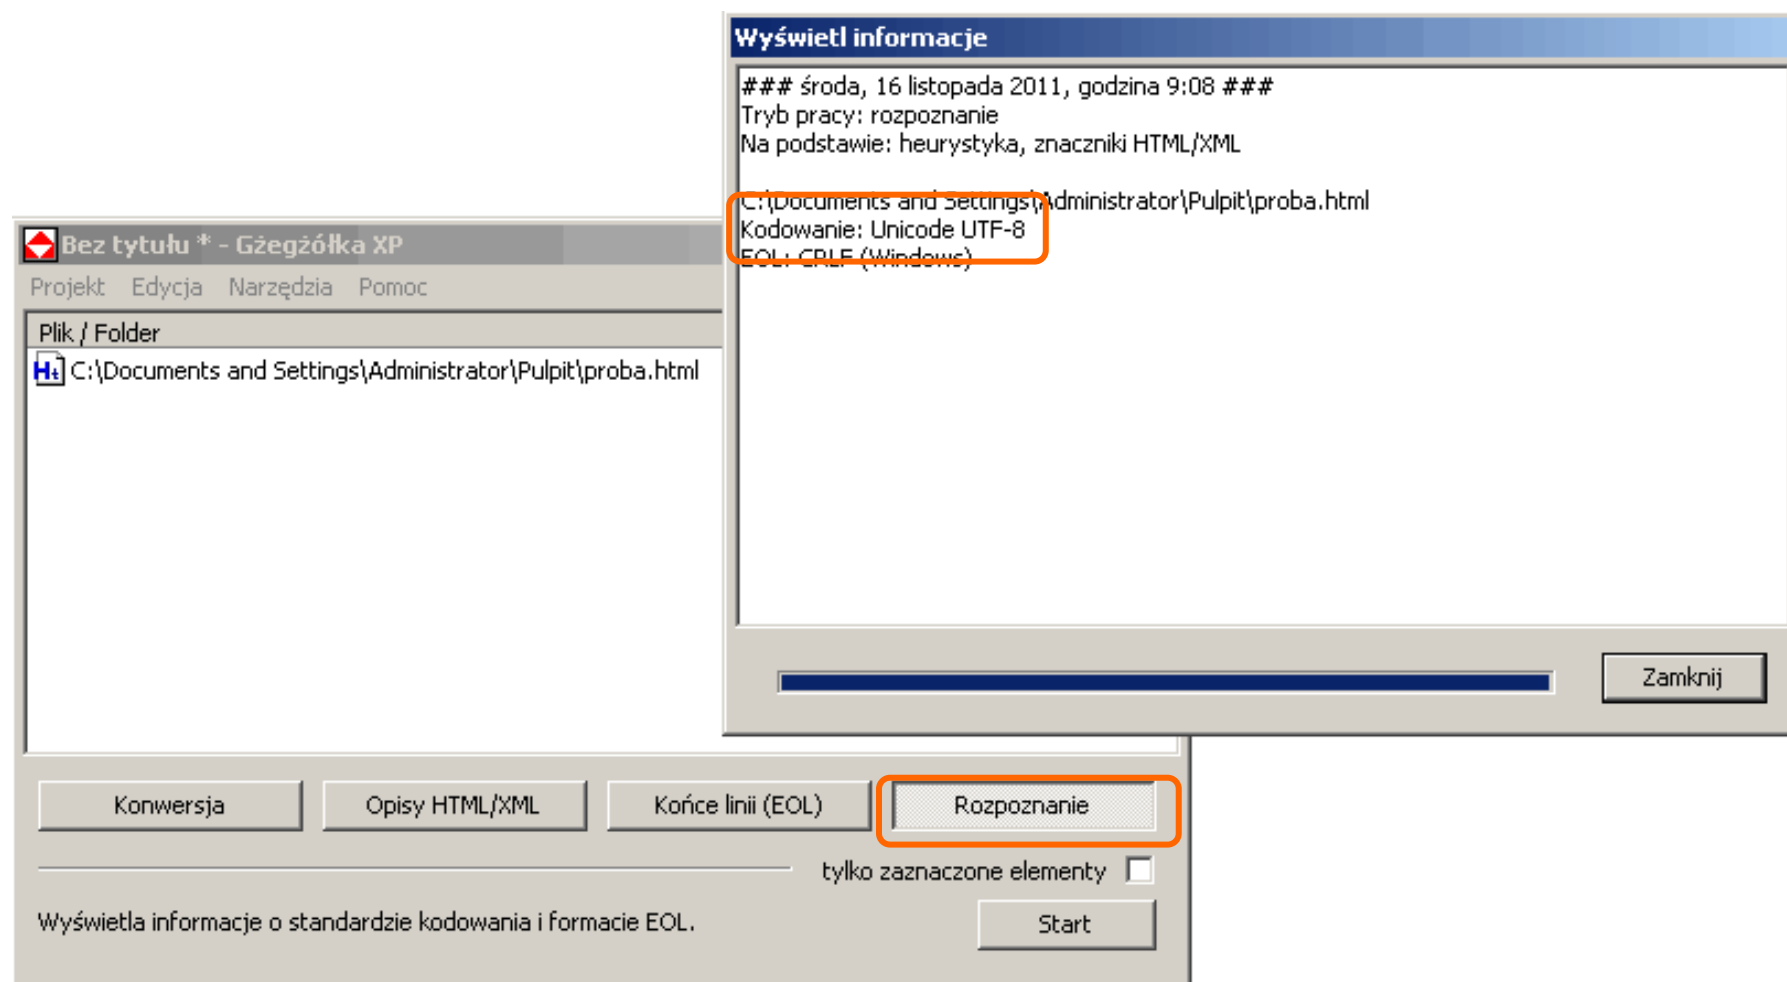 Wyświetl informacje
### środa, 16 listopada 2011, godzina 9:08 ###
Tryb pracy: rozpoznanie
Na podstawie: heurystyka, znaczniki HTML/XML
C:\Documents and Settings\Administrator\Pulpit\proba.html
Kodowanie: Unicode UTF-8
EOL: CRLF (Windows)
Zamknij
Bez tytułu * - Gżegżółka XP
Projekt Edycja Narzędzia Pomoc
Plik / Folder
C:\Documents and Settings\Administrator\Pulpit\proba.html
Konwersja Opisy HTML/XML Końce linii (EOL) Rozpoznanie
tylko zaznaczone elementy
Wyświetla informacje o standardzie kodowania i formacie EOL.
Start